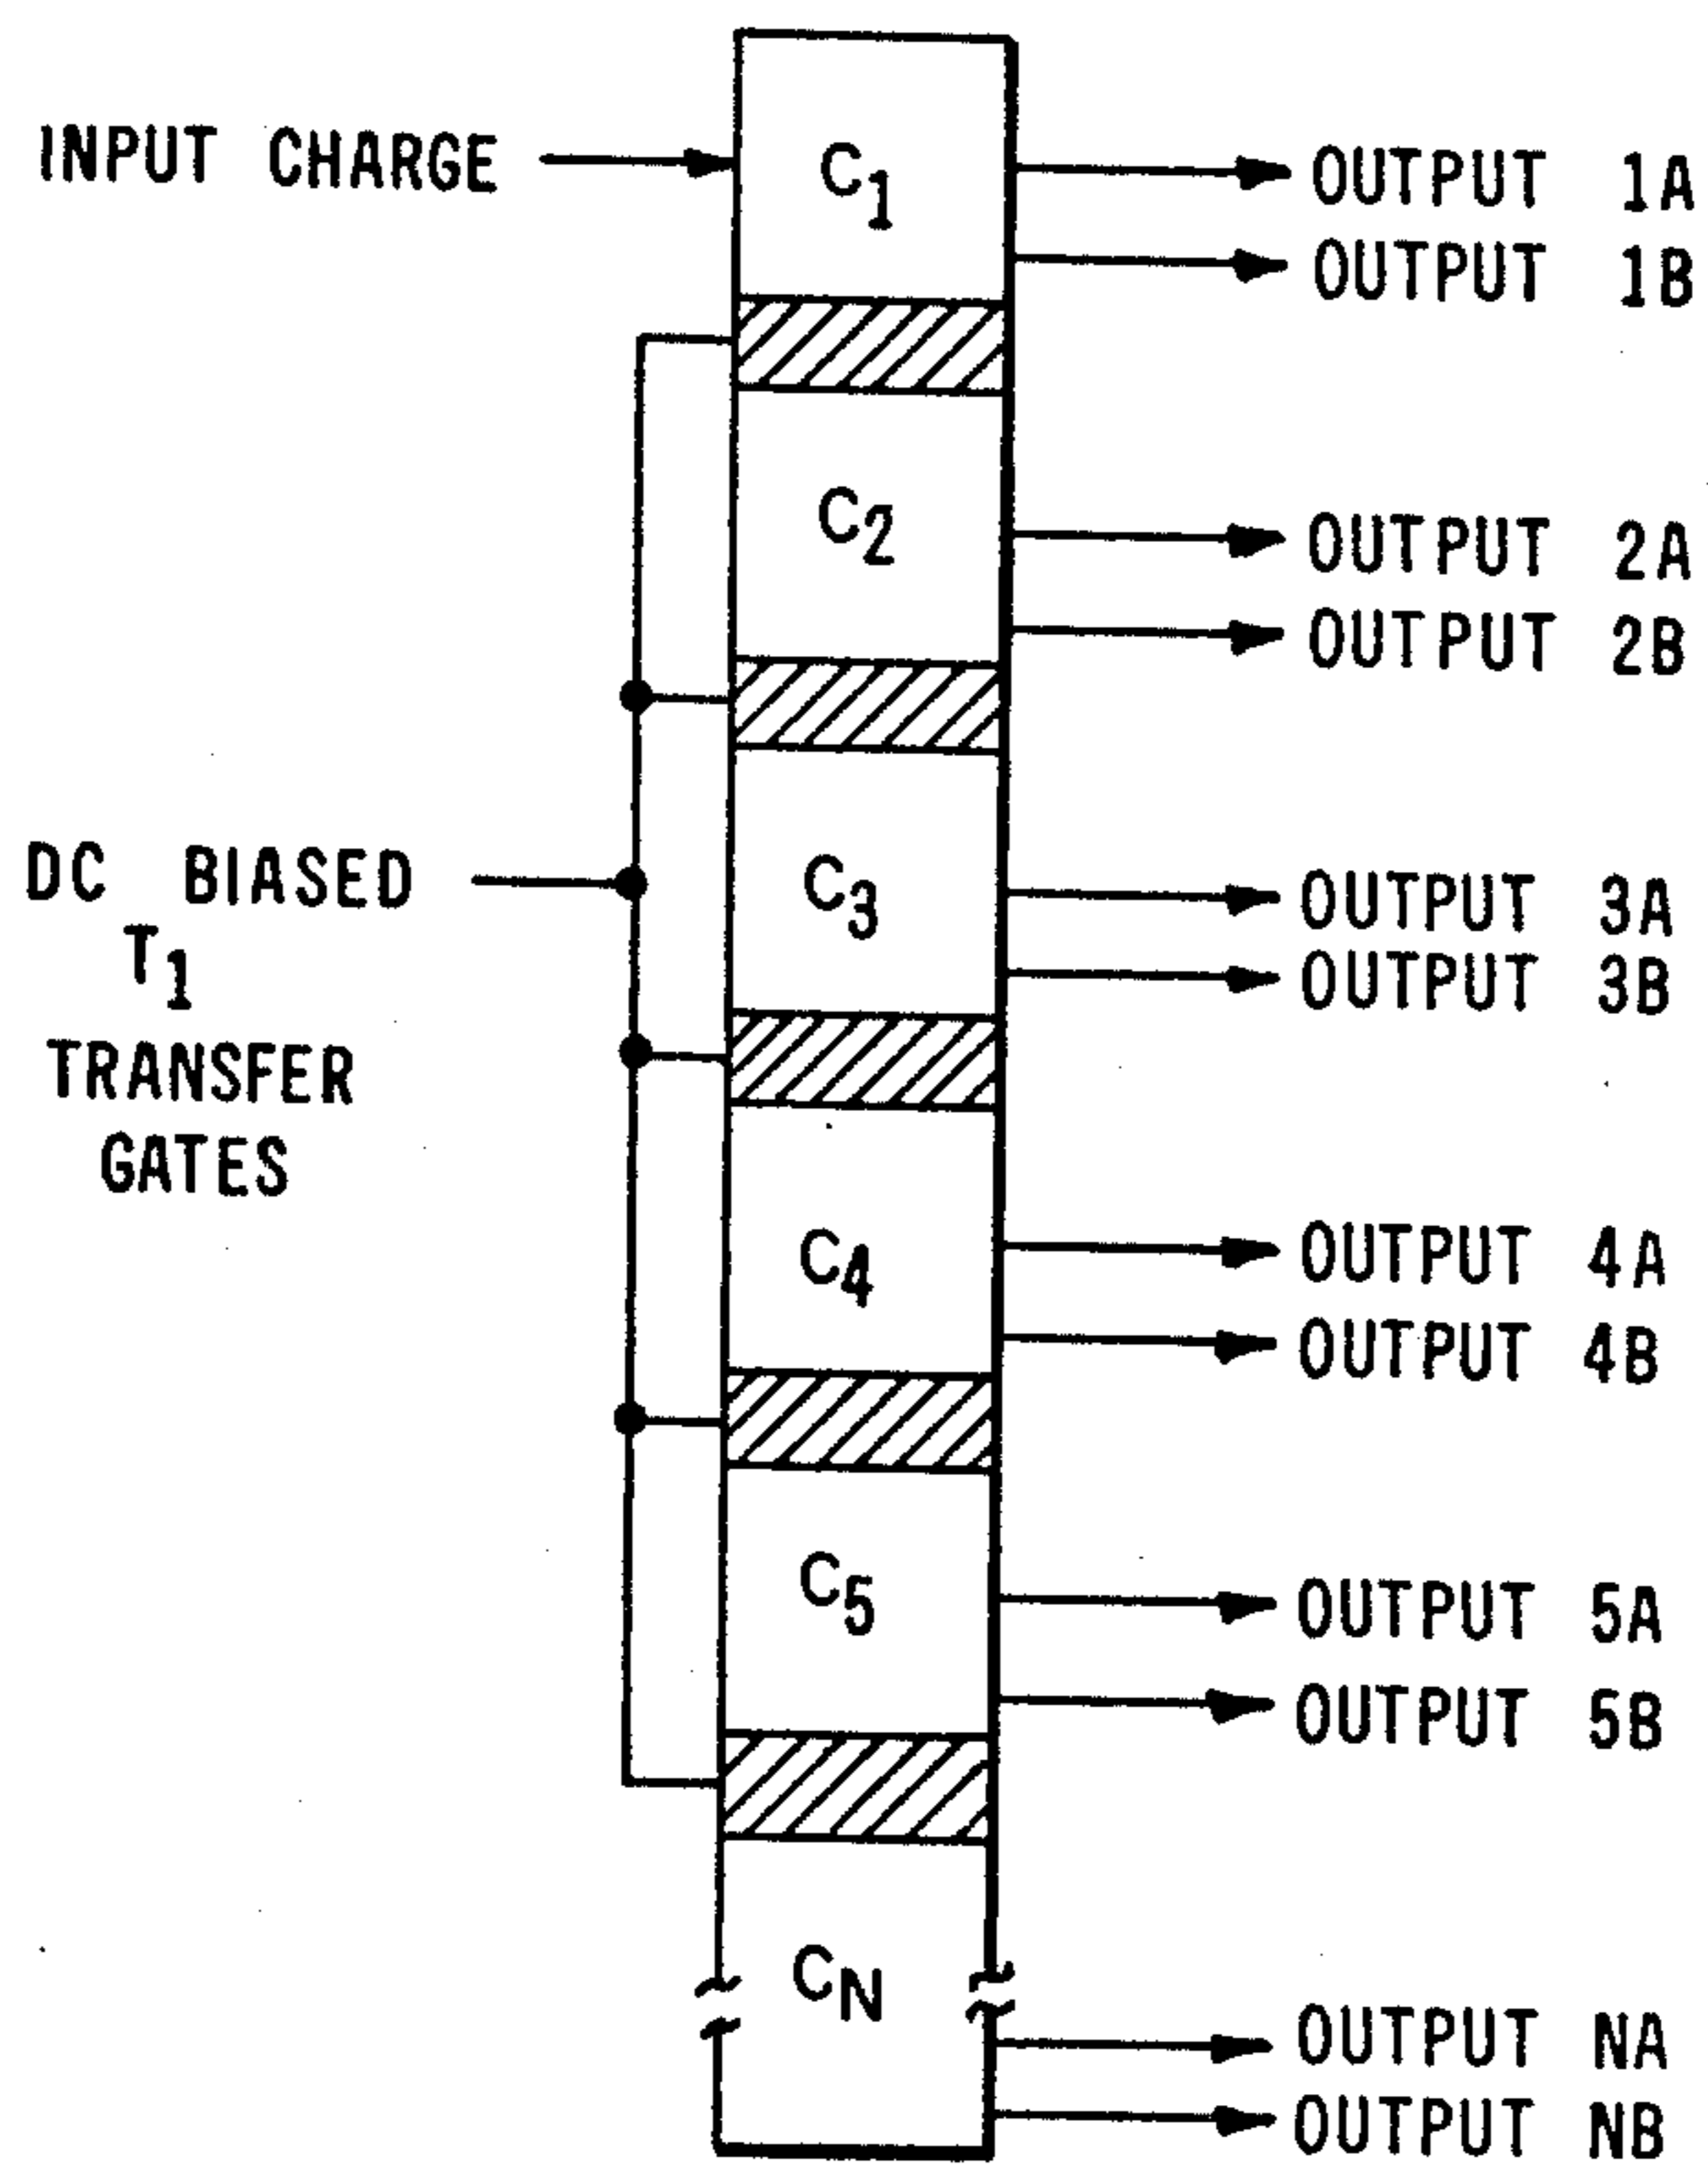 INPUT CHARGE
C1
OUTPUT 1A
OUTPUT 1B
C2
OUTPUT 2A
OUTPUT 2B
DC BIASED
T1
TRANSFER
GATES
C3
OUTPUT 3A
OUTPUT 3B
C4
OUTPUT 4A
OUTPUT 4B
C5
OUTPUT 5A
OUTPUT 5B
CN
OUTPUT NA
OUTPUT NB